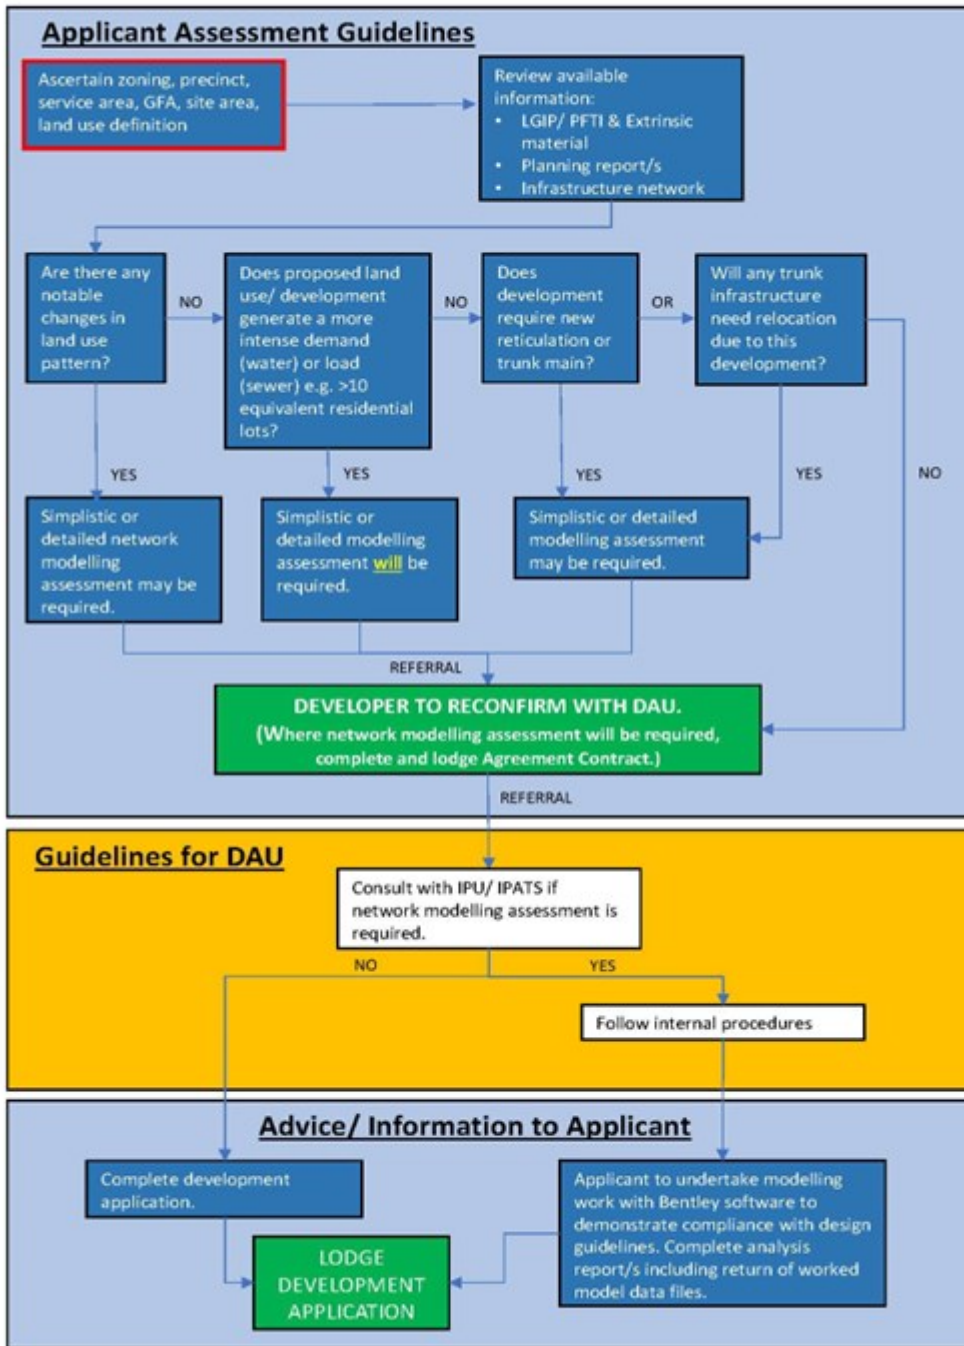 Applicant Assessment Guidelines
Ascertain zoning, precinct,
service area, GFA, site area,
land use definition
Review available
information:
• LGIP/ PFTI & Extrinsic
material
• Planning report/s
• Infrastructure network
Are there any
notable
changes in
land use
pattern?
NO
Does proposed land
use/ development
generate a more
intense demand
(water) or load
(sewer) e.g. >10
equivalent residential
lots?
NO
Does
development
require new
reticulation or
trunk main?
OR
Will any trunk
infrastructure
need relocation
due to this
development?
YES
YES
YES
YES
NO
Simplistic or
detailed network
modelling
assessment may be
required.
Simplistic or
detailed modelling
assessment will be
required.
Simplistic or detailed
modelling assessment
may be required.
REFERRAL
DEVELOPER TO RECONFIRM WITH DAU.
(Where network modelling assessment will be required,
complete and lodge Agreement Contract.)
REFERRAL
Guidelines for DAU
Consult with IPU/ IPATS if
network modelling assessment is
required.
NO
YES
Follow internal procedures
Advice/ Information to Applicant
Complete development
application.
Applicant to undertake modelling
work with Bentley software to
demonstrate compliance with design
guidelines. Complete analysis
report/s including return of worked
model data files.
LODGE
DEVELOPMENT
APPLICATION